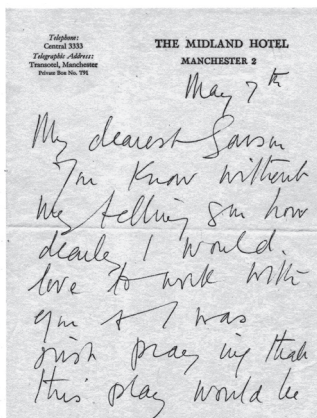 Telephone:
Central 3333
Telegraphic Address:
Transotel, Manchester
Private Box No. 791
THE MIDLAND HOTEL
MANCHESTER 2
May 7th
My dearest
You know without
me telling you how
dearly I would
love to work with
you & I was
just praying that
this play would be